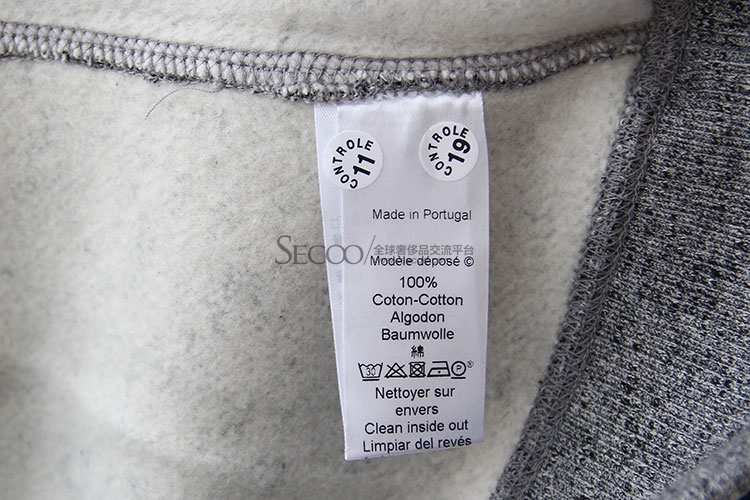 CONTROLE 11
CONTROLE 19
Made in Portugal
SECOO/全球奢侈品交流平台
Modèle déposé ©
100%
Coton-Cotton
Algodon
Baumwolle
綿
30 P ®
Nettoyer sur
envers
Clean inside out
Limpiar del revés